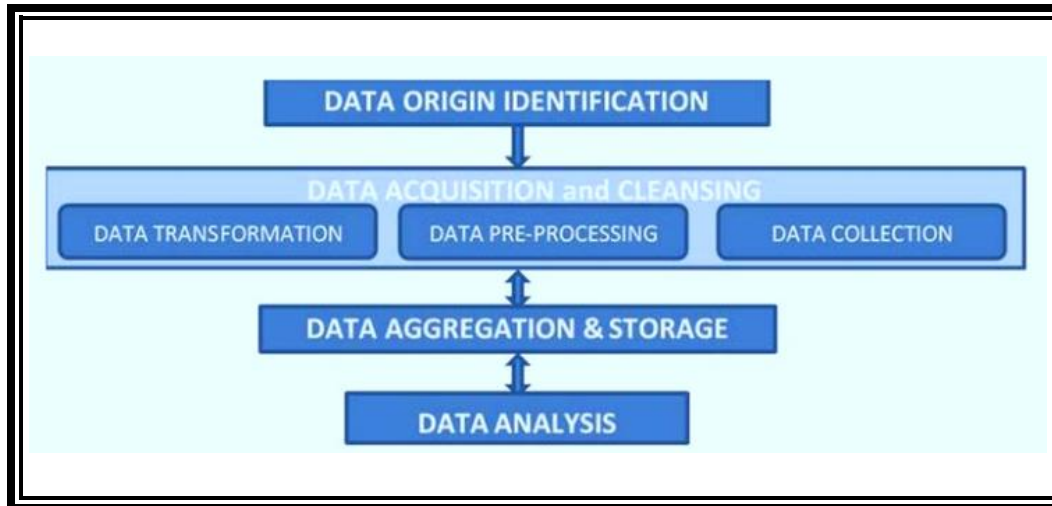 DATA ORIGIN IDENTIFICATION
DATA ACQUISITION and CLEANSING
DATA TRANSFORMATION
DATA PRE-PROCESSING
DATA COLLECTION
DATA AGGREGATION & STORAGE
DATA ANALYSIS